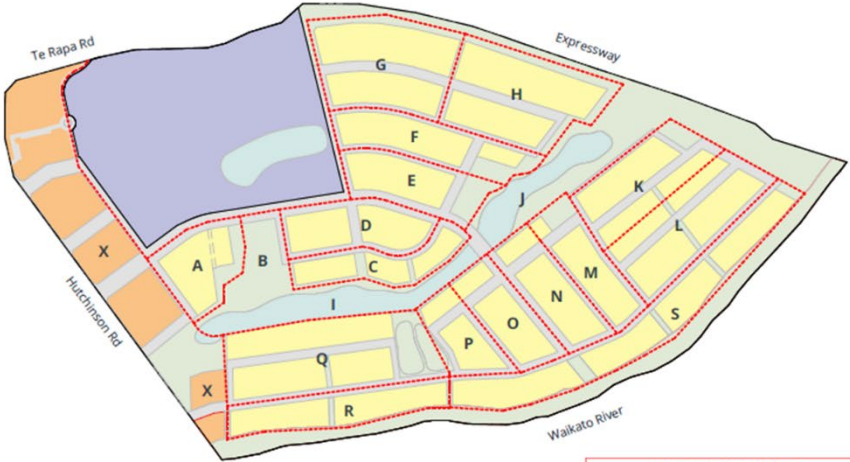 Te Rapa Rd
Expressway
G
H
F
E
J
K
D
L
X
A
B
C
M
I
N
S
Hutchinson Rd
O
P
Q
X
R
Waikato River